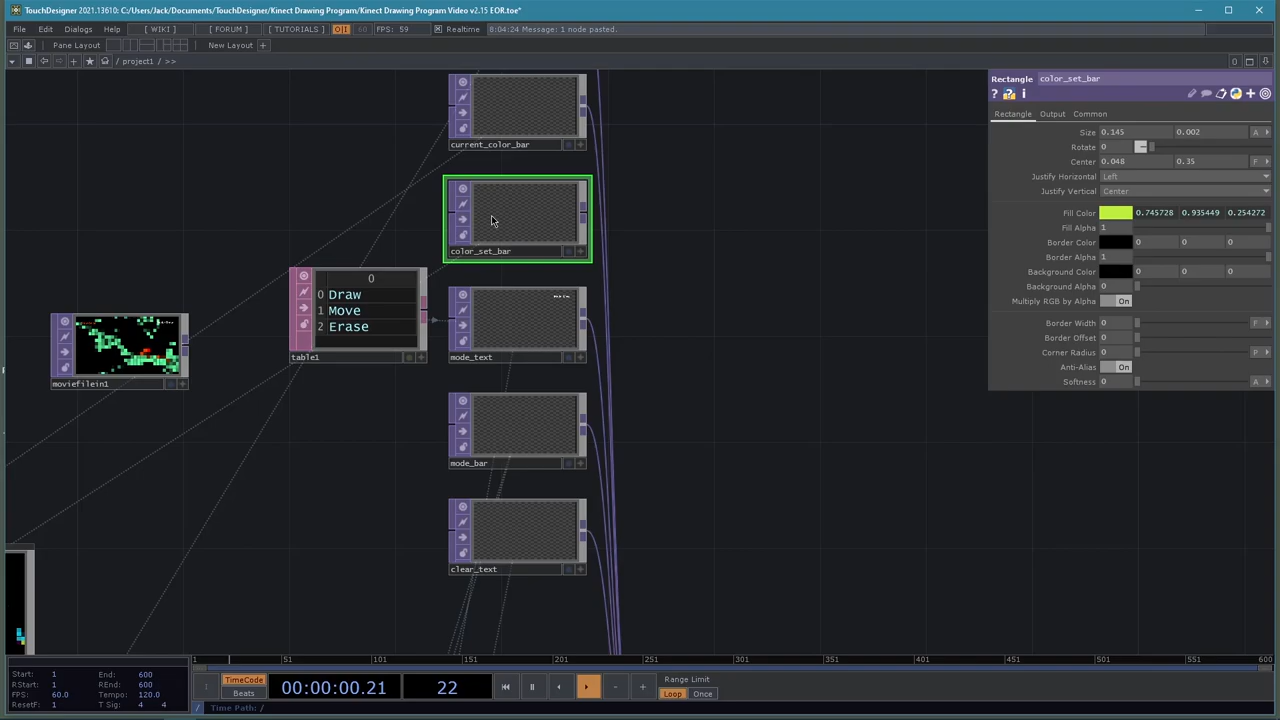 TouchDesigner 2021.13610: C:/Users/Jack/Documents/TouchDesigner/Kinect Drawing Program/Kinect Drawing Program Video v2.15 EOR.toe*
File Edit Dialogs Help [ WIKI ] [ FORUM ] [ TUTORIALS ] O|I 60 FPS: 59 Realtime 6:04:24 Message: 1 node pasted.
Pane Layout New Layout +
/ project1 / >>
Rectangle color_set_bar
Rectangle Output Common
Size 0.145 0.002 A
Rotate 0
Center 0.048 0.35 F
Justify Horizontal Left
Justify Vertical Center
Fill Color 0.745728 0.935449 0.254272
Fill Alpha 1
Border Color 0 0 0
Border Alpha 1
Background Color 0 0 0
Background Alpha 0
Multiply RGB by Alpha On
Border Width 0 F
Border Offset 0
Corner Radius 0 P
Anti-Alias On
Softness 0 A
current_color_bar
color_set_bar
0
0 Draw
1 Move
2 Erase
table1
mode_text
moviefilein1
mode_bar
clear_text
1 51 101 151 201 251 301 351 401 451 501 551 600
Start: 1 End: 600
RStart: 1 REnd: 600
FPS: 60.0 Tempo: 120.0
ResetF: 1 T Sig: 4 4
TimeCode
Beats
00:00:00.21
22
Range Limit
Loop Once
/ Time Path: /